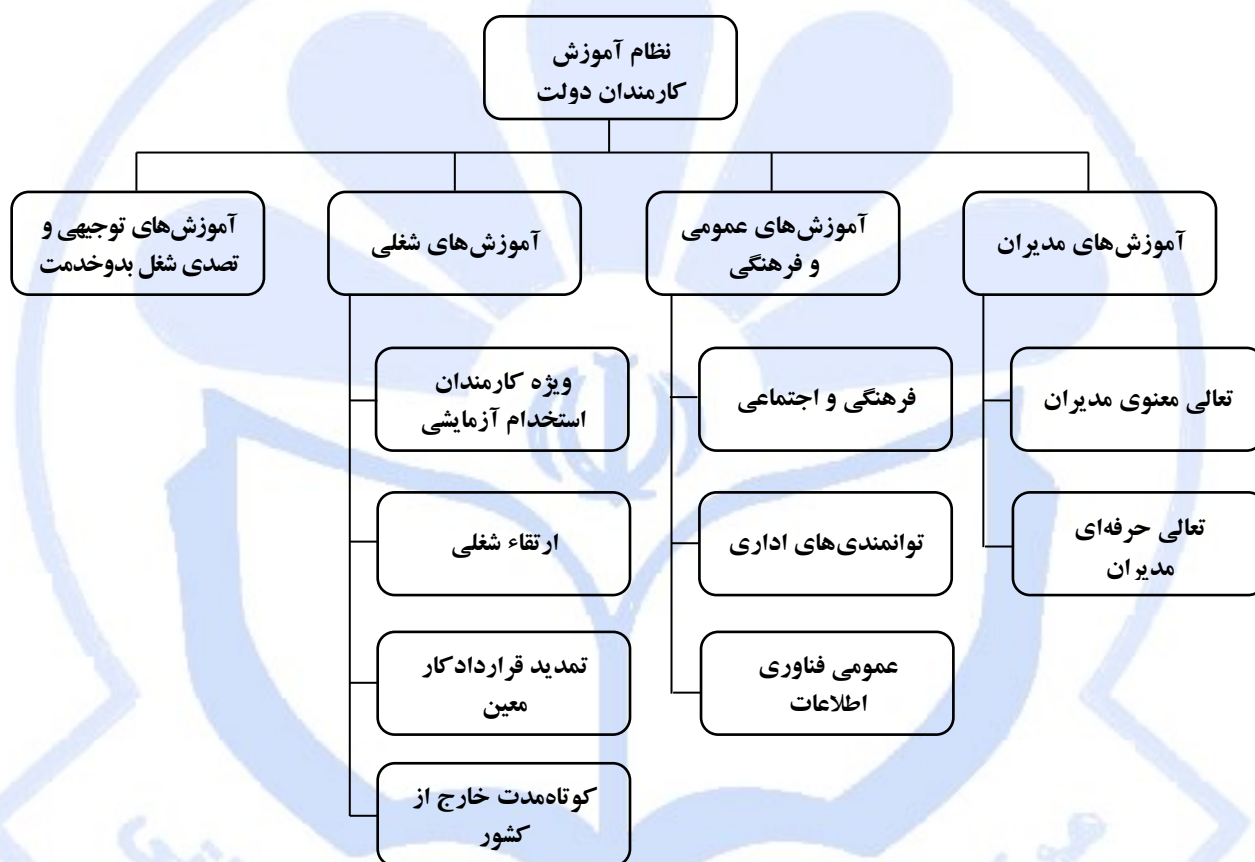 نظام آموزش
کارمندان دولت
آموزش‌های مدیران
آموزش‌های عمومی
و فرهنگی
آموزش‌های شغلی
آموزش‌های توجیهی و
تصدی شغل بدوخدمت
تعالی معنوی مدیران
تعالی حرفه‌ای
مدیران
فرهنگی و اجتماعی
توانمندی‌های اداری
عمومی فناوری
اطلاعات
ویژه کارمندان
استخدام آزمایشی
ارتقاء شغلی
تمدید قراردادکار
معین
کوتاه‌مدت خارج از
کشور